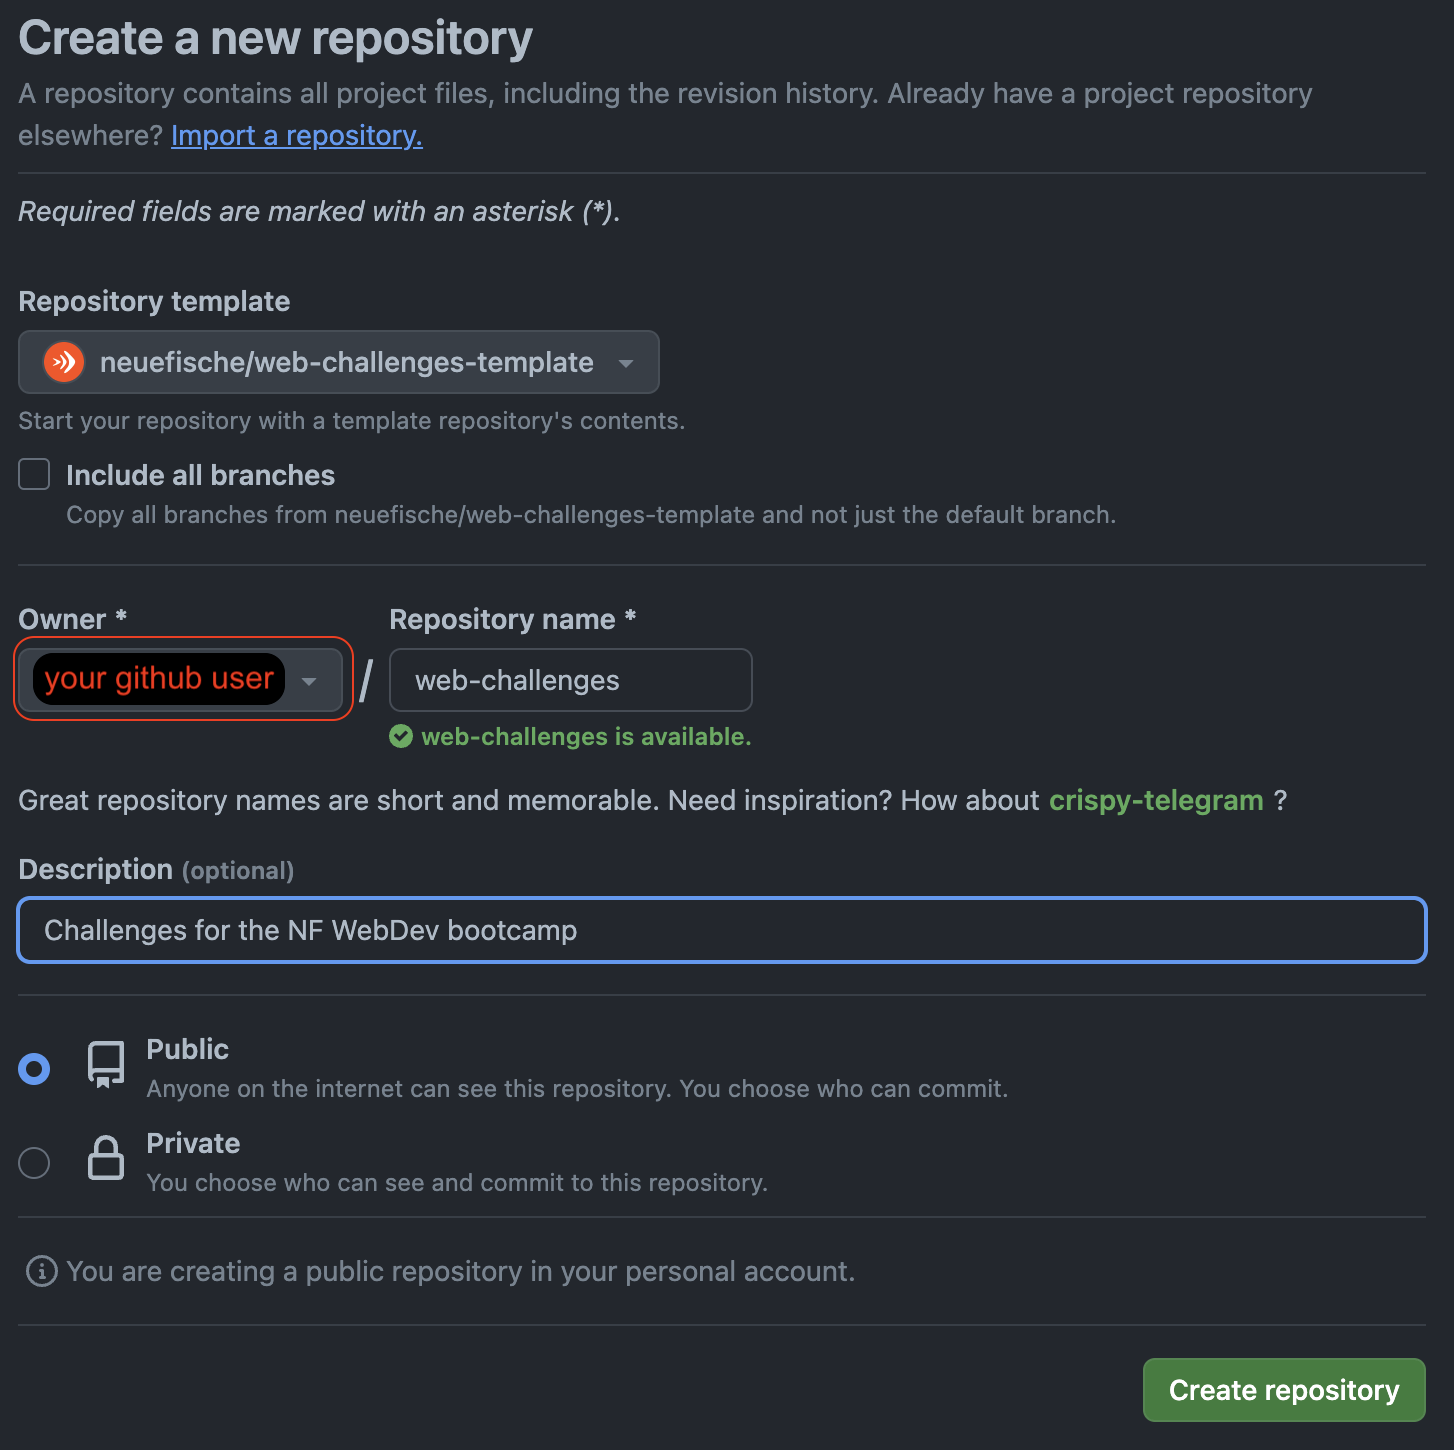 Create a new repository
A repository contains all project files, including the revision history. Already have a project repository
elsewhere? Import a repository.
Required fields are marked with an asterisk (*).
Repository template
neuefische/web-challenges-template
Start your repository with a template repository's contents.
Include all branches
Copy all branches from neuefische/web-challenges-template and not just the default branch.
Owner * Repository name *
your github user / web-challenges
web-challenges is available.
Great repository names are short and memorable. Need inspiration? How about crispy-telegram ?
Description (optional)
Challenges for the NF WebDev bootcamp
Public
Anyone on the internet can see this repository. You choose who can commit.
Private
You choose who can see and commit to this repository.
You are creating a public repository in your personal account.
Create repository